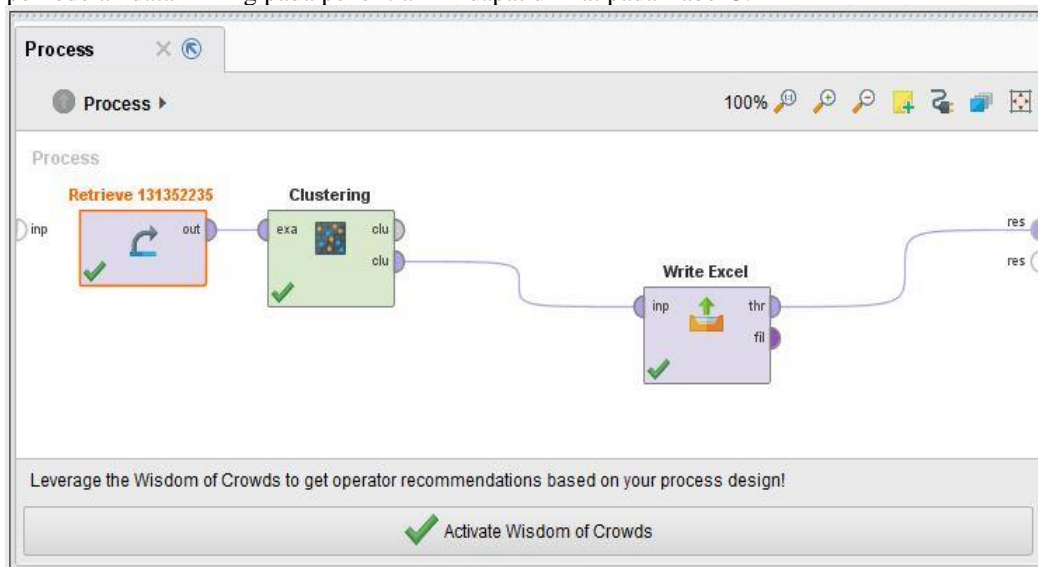 Process
Process
100%
Process
Retrieve 131352235
inp
out
Clustering
exa
clu
clu
Write Excel
inp
thr
fil
res
res
Leverage the Wisdom of Crowds to get operator recommendations based on your process design!
Activate Wisdom of Crowds